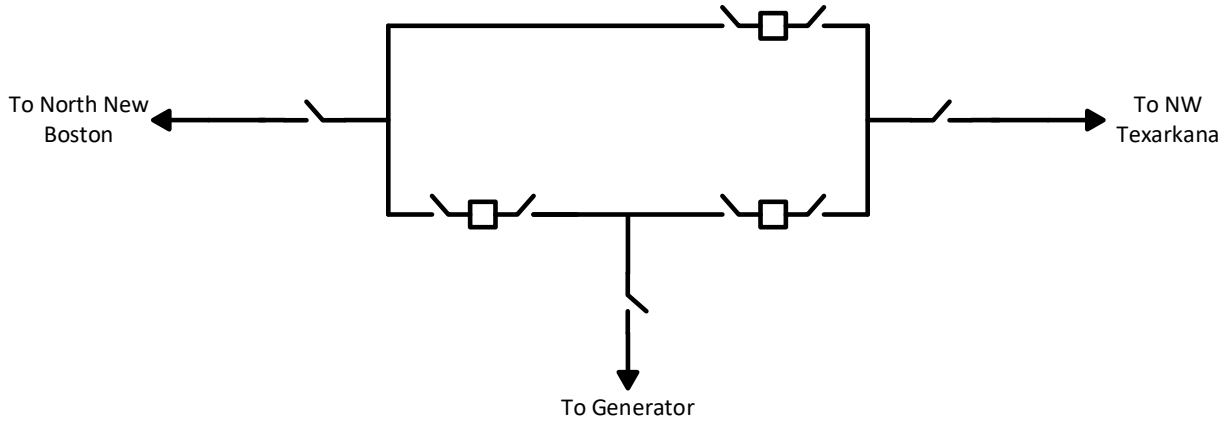 To North New
Boston
To NW
Texarkana
To Generator